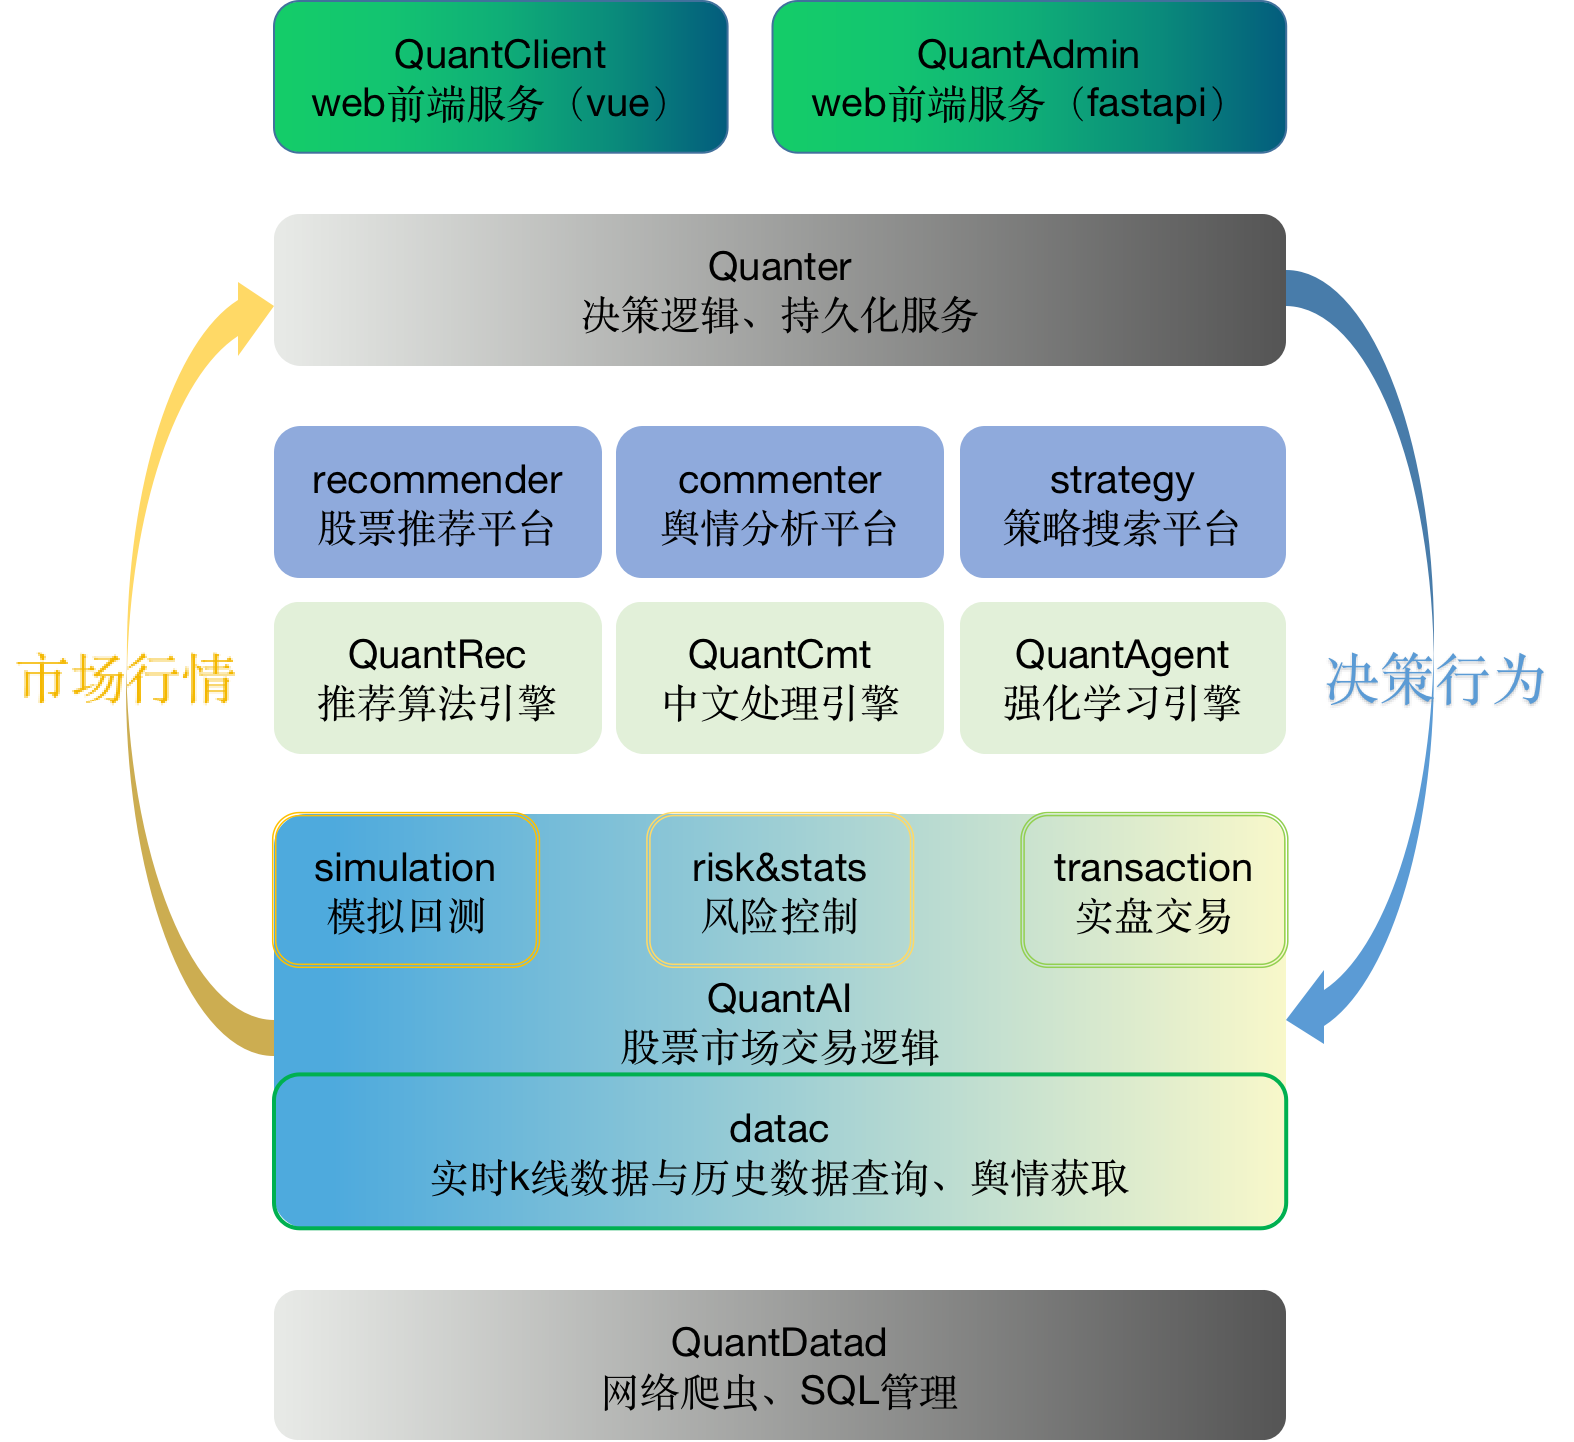 QuantClient
web前端服务（vue）
QuantAdmin
web前端服务（fastapi）
Quanter
决策逻辑、持久化服务
recommender
股票推荐平台
commenter
舆情分析平台
strategy
策略搜索平台
QuantRec
推荐算法引擎
QuantCmt
中文处理引擎
QuantAgent
强化学习引擎
市场行情
决策行为
simulation
模拟回测
risk&stats
风险控制
transaction
实盘交易
QuantAI
股票市场交易逻辑
datac
实时k线数据与历史数据查询、舆情获取
QuantDatad
网络爬虫、SQL管理